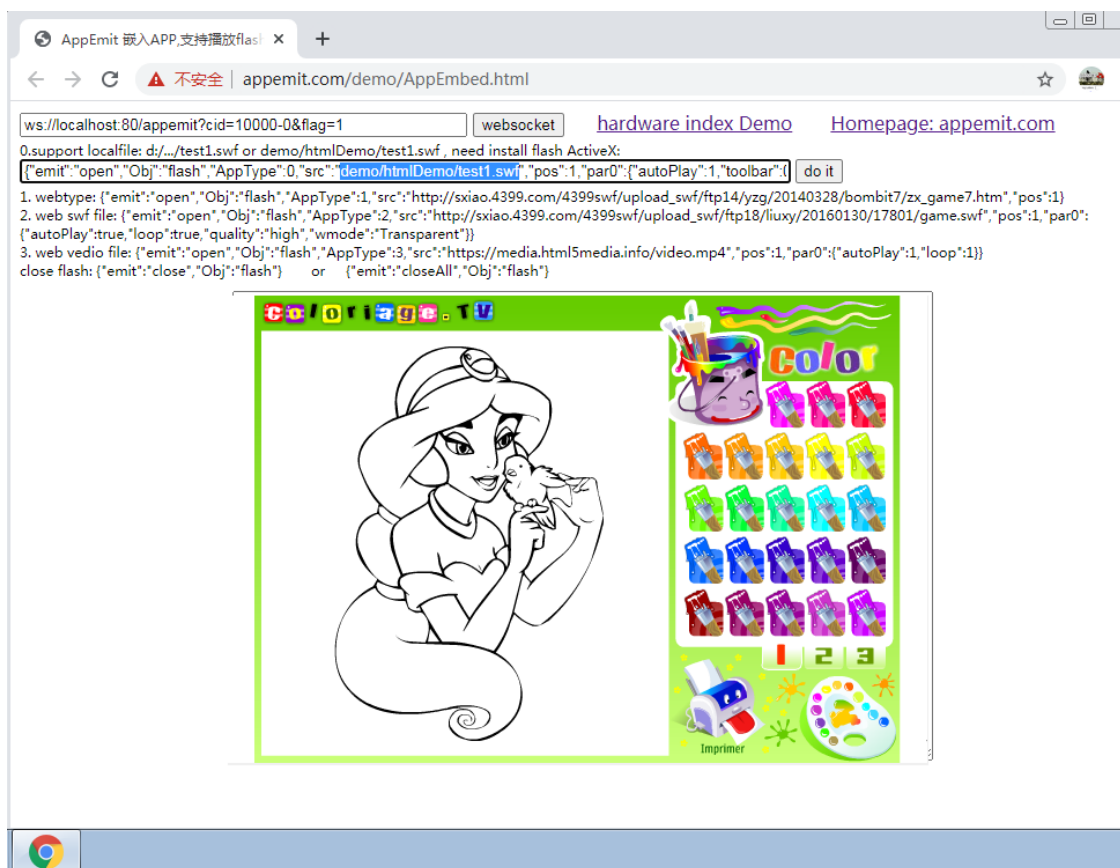 AppEmit 嵌入APP,支持播放flas
不安全 appemit.com/demo/AppEmbed.html
ws://localhost:80/appemit?cid=10000-0&flag=1 websocket hardware index Demo Homepage: appemit.com
0.support localfile: d:/.../test1.swf or demo/htmlDemo/test1.swf , need install flash ActiveX:
{"emit":"open","Obj":"flash","AppType":0,"src":"demo/htmlDemo/test1.swf","pos":1,"par0":{"autoPlay":1,"toolbar":( do it
1. webtype: {"emit":"open","Obj":"flash","AppType":1,"src":"http://sxiao.4399.com/4399swf/upload_swf/ftp14/yzg/20140328/bombit7/zx_game7.htm","pos":1}
2. web swf file: {"emit":"open","Obj":"flash","AppType":2,"src":"http://sxiao.4399.com/4399swf/upload_swf/ftp18/liuxy/20160130/17801/game.swf","pos":1,"par0":
{"autoPlay":true,"loop":true,"quality":"high","wmode":"Transparent"}}
3. web vedio file: {"emit":"open","Obj":"flash","AppType":3,"src":"https://media.html5media.info/video.mp4","pos":1,"par0":{"autoPlay":1,"loop":1}}
close flash: {"emit":"close","Obj":"flash"} or {"emit":"closeAll","Obj":"flash"}
Coloriage.TV
Color
1 2 3
Imprimer